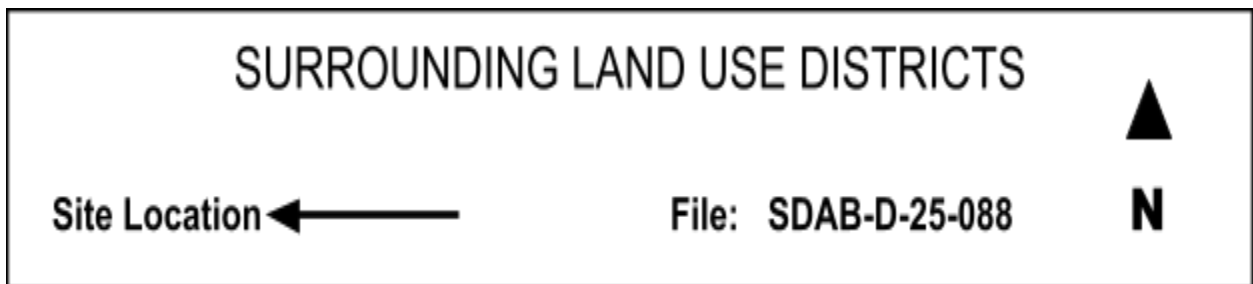 SURROUNDING LAND USE DISTRICTS
Site Location
File: SDAB-D-25-088
N